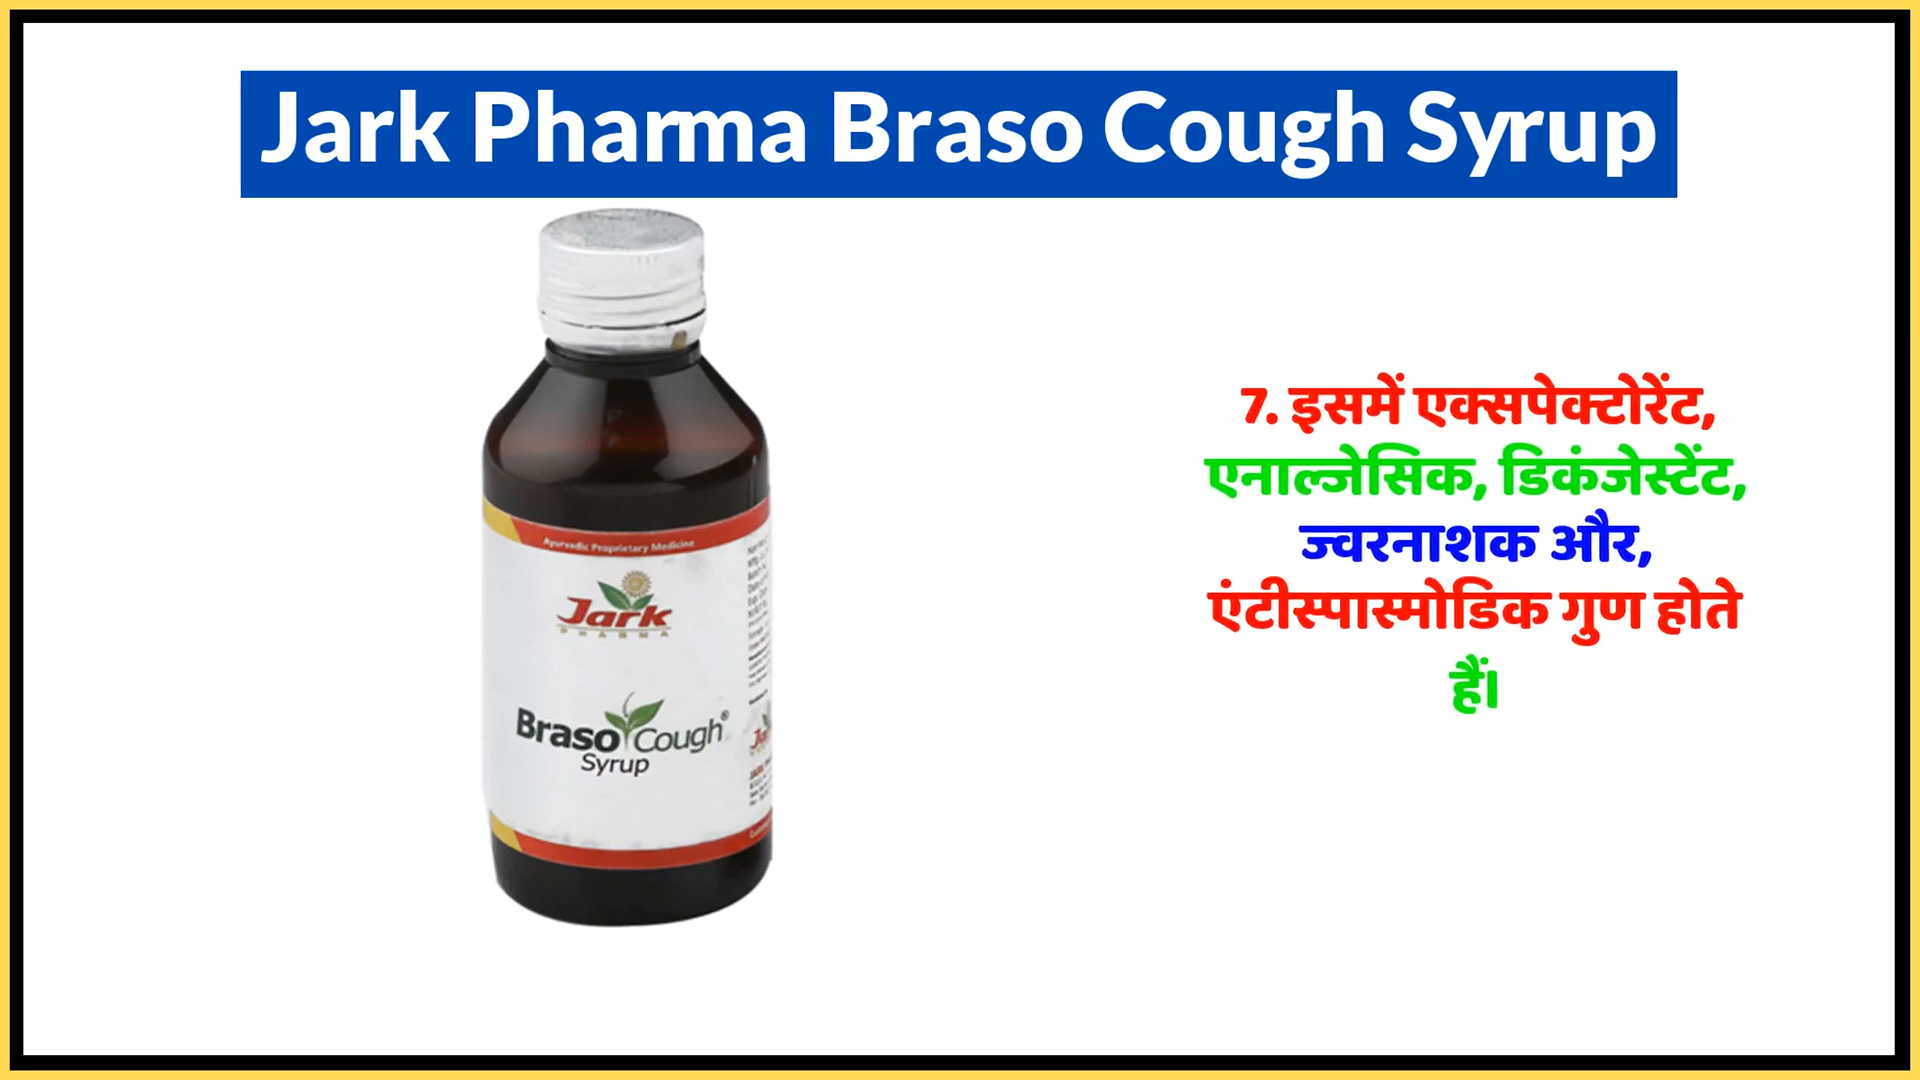 Jark Pharma Braso Cough Syrup
7. इसमें एक्सपेक्टोरेंट,
एनाल्जेसिक, डिकंजेस्टेंट,
ज्वरनाशक और,
एंटीस्पास्मोडिक गुण होते
हैं।
Ayurvedic Proprietary Medicine
Jark
PHARMA
Braso Cough®
Syrup